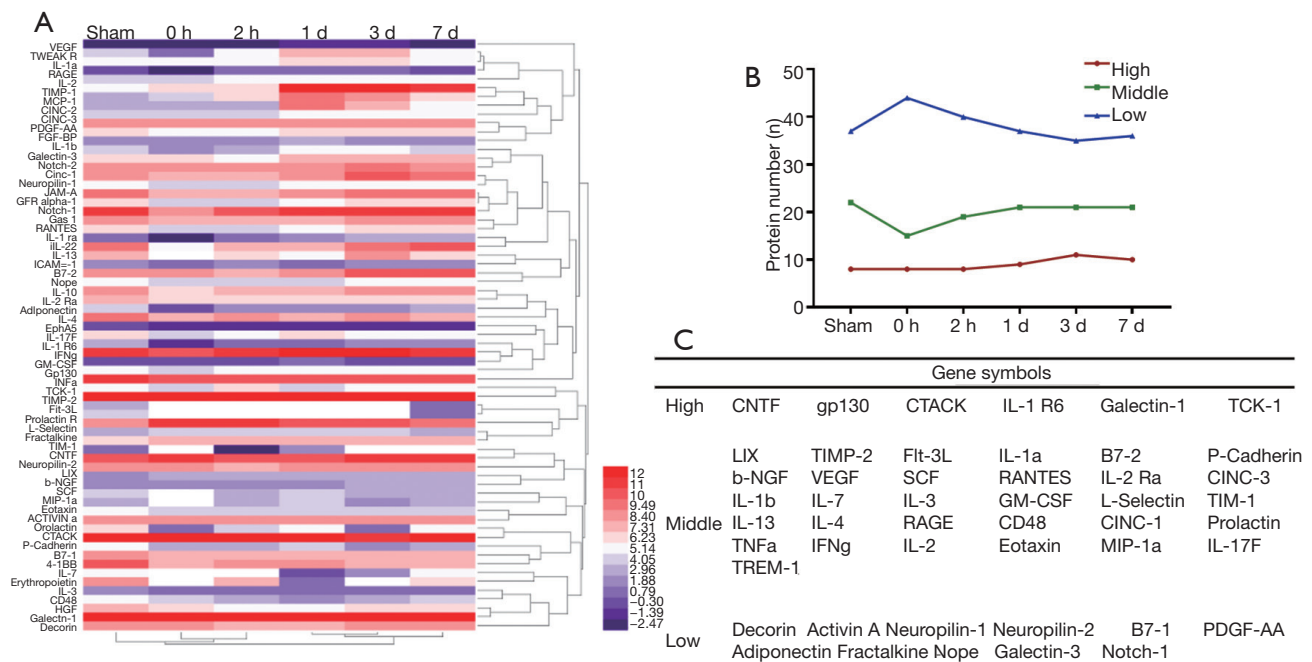 A
Sham 0 h 2 h 1 d 3 d 7 d
VEGF
TWEAK R
IL-1a
RAGE
IL-2
TIMP-1
MCP-1
CINC-2
CINC-3
PDGF-AA
FGF-BP
IL-1b
Galectin-3
Notch-2
Cinc-1
Neuropilin-1
JAM-A
GFR alpha-1
Notch-1
Gas 1
RANTES
IL-1 ra
ilL-22
IL-13
ICAM=-1
B7-2
Nope
IL-10
IL-2 Ra
Adlponectin
IL-4
EphA5
IL-17F
IL-1 R6
IFNg
GM-CSF
Gp130
INFa
TCK-1
TIMP-2
Fit-3L
Prolactin R
L-Selectin
Fractalkine
TIM-1
CNTF
Neuropilin-2
LIX
b-NGF
SCF
MIP-1a
Eotaxin
ACTIVIN a
Orolactin
CTACK
P-Cadherin
B7-1
4-1BB
IL-7
Erythropoietin
IL-3
CD48
HGF
Galectn-1
Decorin
12
11
10
9.49
8.40
7.31
6.23
5.14
4.05
2.96
1.88
0.79
−0.30
−1.39
−2.47
B
High
Middle
Low
Protein number (n)
50
40
30
20
10
0
Sham 0 h 2 h 1 d 3 d 7 d
C
Gene symbols
High CNTF gp130 CTACK IL-1 R6 Galectin-1 TCK-1
LIX TIMP-2 Flt-3L IL-1a B7-2 P-Cadherin
b-NGF VEGF SCF RANTES IL-2 Ra CINC-3
IL-1b IL-7 IL-3 GM-CSF L-Selectin TIM-1
Middle IL-13 IL-4 RAGE CD48 CINC-1 Prolactin
TNFa IFNg IL-2 Eotaxin MIP-1a IL-17F
TREM-1
Low Decorin Activin A Neuropilin-1 Neuropilin-2 B7-1 PDGF-AA
Adiponectin Fractalkine Nope Galectin-3 Notch-1